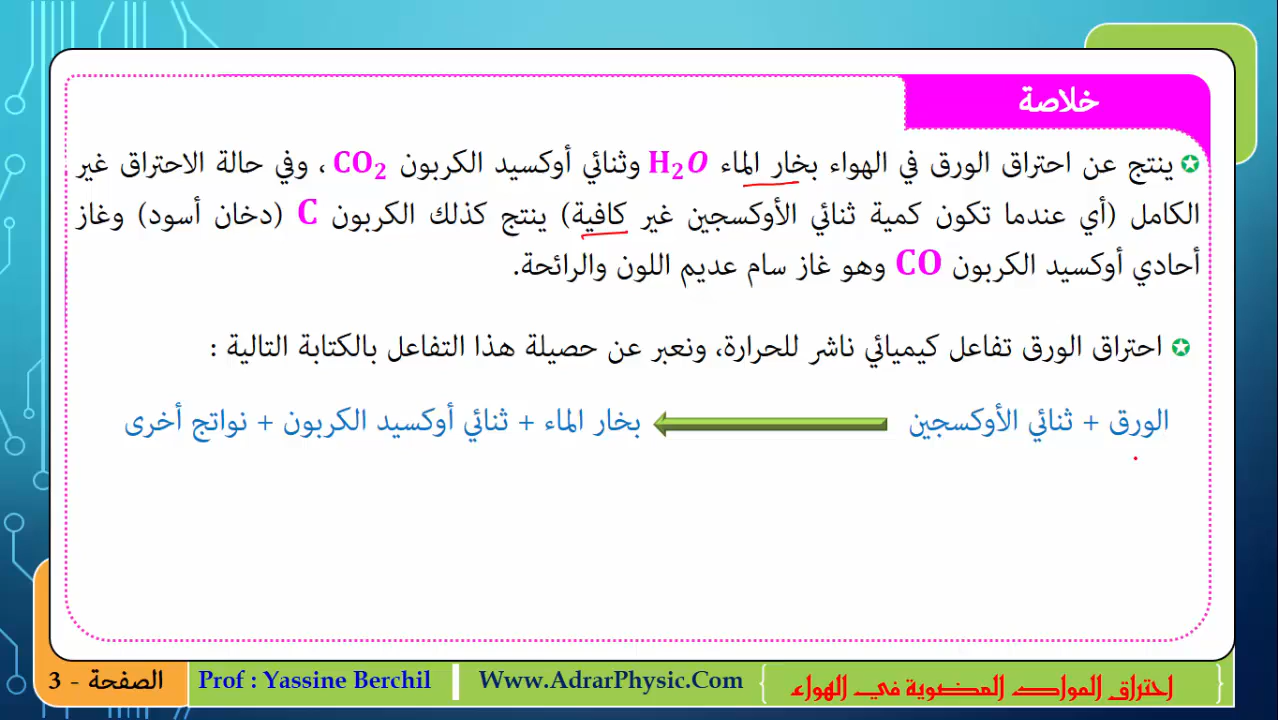 خلاصة
ينتج عن احتراق الورق في الهواء بخار الماء H₂O وثنائي أوكسيد الكربون CO₂ ، وفي حالة الاحتراق غير
الكامل (أي عندما تكون كمية ثنائي الأوكسجين غير كافية) ينتج كذلك الكربون C (دخان أسود) وغاز
أحادي أوكسيد الكربون CO وهو غاز سام عديم اللون والرائحة.
احتراق الورق تفاعل كيميائي ناشر للحرارة، ونعبر عن حصيلة هذا التفاعل بالكتابة التالية :
الورق + ثنائي الأوكسجين بخار الماء + ثنائي أوكسيد الكربون + نواتج أخرى
احتراق المواد العضوية في الهواء
Www.AdrarPhysic.Com
Prof : Yassine Berchil
الصفحة - 3